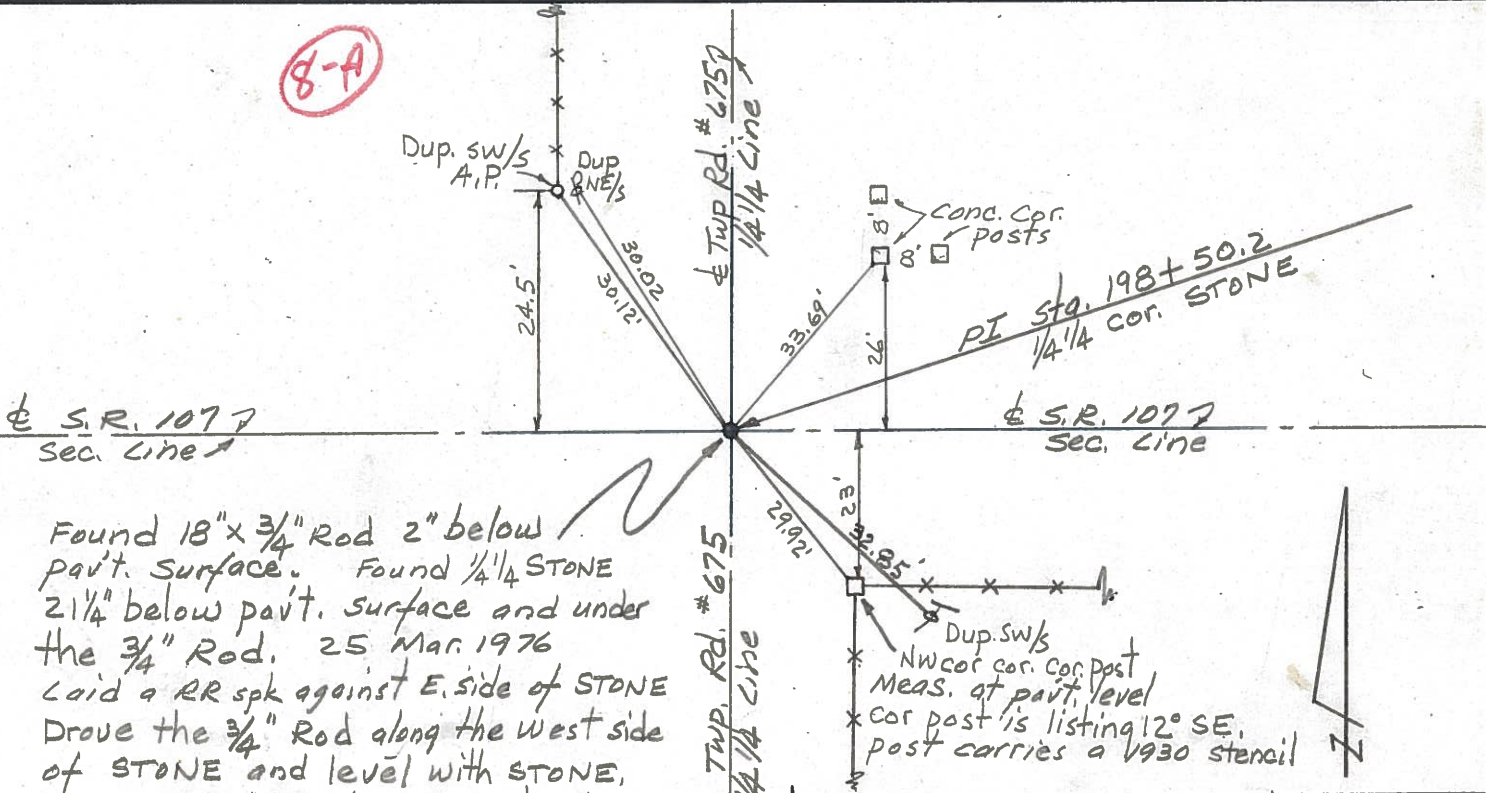 8-A
Dup. SW/S
A.P.
Dup
NE/S
℄ Twp Rd. #675
1/4 1/4 Line
Conc. Cor.
posts
8'
8'
24.5'
30.02
30.12'
33.69'
26'
PI Sta. 198+50.2
1/4 1/4 cor. STONE
℄ S.R. 107
Sec. Line
℄ S.R. 107
Sec. Line
23'
29.92'
32.85'
Found 18"x 3/4" Rod 2" below
pav't. Surface. Found 1/4 1/4 STONE
21 1/4" below pav't. Surface and under
the 3/4" Rod. 25 Mar. 1976
Laid a RR spk against E. side of STONE
Drove the 3/4" Rod along the West side
of STONE and level with STONE.
Twp. Rd. #675
1/4 1/4 Line
Dup. SW/S
NW cor cor. Cor. Post
Meas. at pav't. level
Cor post is listing 12° SE.
post carries a 1930 stencil
N